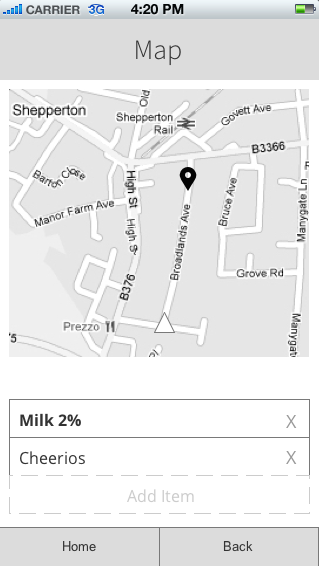 CARRIER 3G 4:20 PM
Map
Shepperton
Old
Shepperton
Rail
Govett Ave
B3366
Barton Close
Manor Farm Ave
High St
High St
Broadlands Ave
Bruce Ave
Manygate Ln
Grove Rd
B376
Prezzo
Manygat
Milk 2% X
Cheerios X
Add Item
Home Back